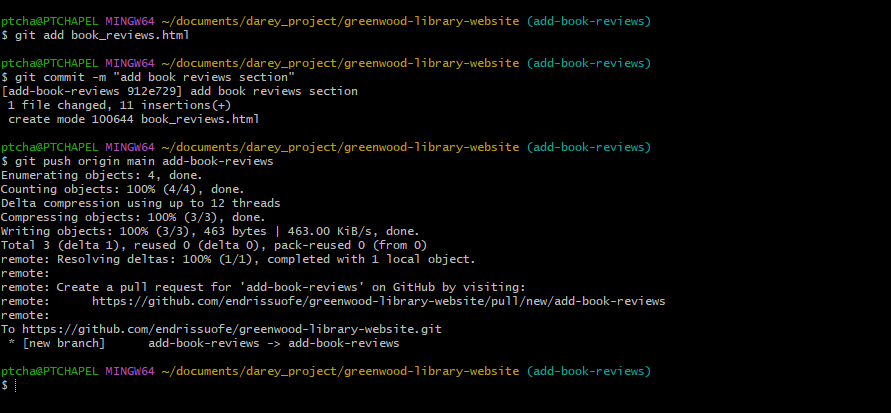 ptcha@PTCHAPEL MINGW64 ~/documents/darey_project/greenwood-library-website (add-book-reviews)
$ git add book_reviews.html
ptcha@PTCHAPEL MINGW64 ~/documents/darey_project/greenwood-library-website (add-book-reviews)
$ git commit -m "add book reviews section"
[add-book-reviews 912e729] add book reviews section
 1 file changed, 11 insertions(+)
 create mode 100644 book_reviews.html
ptcha@PTCHAPEL MINGW64 ~/documents/darey_project/greenwood-library-website (add-book-reviews)
$ git push origin main add-book-reviews
Enumerating objects: 4, done.
Counting objects: 100% (4/4), done.
Delta compression using up to 12 threads
Compressing objects: 100% (3/3), done.
Writing objects: 100% (3/3), 463 bytes | 463.00 KiB/s, done.
Total 3 (delta 1), reused 0 (delta 0), pack-reused 0 (from 0)
remote: Resolving deltas: 100% (1/1), completed with 1 local object.
remote:
remote: Create a pull request for 'add-book-reviews' on GitHub by visiting:
remote:      https://github.com/endrissuofe/greenwood-library-website/pull/new/add-book-reviews
remote:
To https://github.com/endrissuofe/greenwood-library-website.git
 * [new branch]      add-book-reviews -> add-book-reviews
ptcha@PTCHAPEL MINGW64 ~/documents/darey_project/greenwood-library-website (add-book-reviews)
$